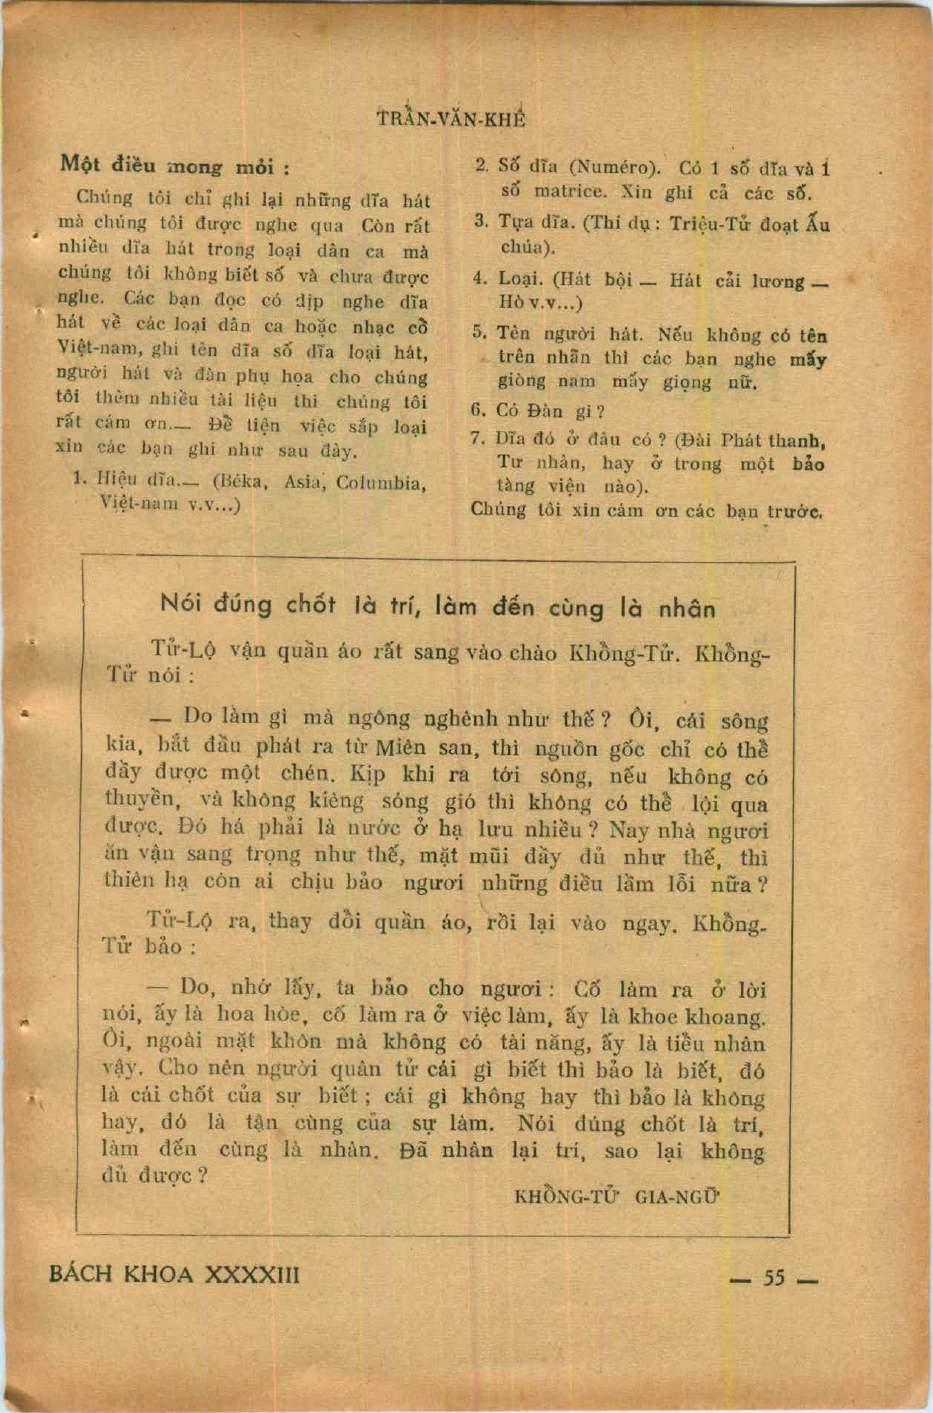 TRẦN-VĂN-KHÊ
Một điều mong mỏi :
Chúng tôi chỉ ghi lại những dĩa hát
mà chúng tôi được nghe qua Còn rất
nhiều dĩa hát trong loại dân ca mà
chúng tôi không biết số và chưa được
nghe. Các bạn đọc có dịp nghe dĩa
hát về các loại dân ca hoặc nhạc cổ
Việt-nam, ghi tên dĩa số dĩa loại hát,
người hát và đàn phụ họa cho chúng
tôi thêm nhiều tài liệu thì chúng tôi
rất cám ơn.— Để tiện việc sắp loại
xin các bạn ghi như sau đây.
1. Hiệu dĩa.— (Béka, Asia, Columbia,
Việt-nam v.v...)
2. Số dĩa (Numéro). Có 1 số dĩa và 1
số matrice. Xin ghi cả các số.
3. Tựa dĩa. (Thí dụ : Triệu-Tử đoạt Ấu
chúa).
4. Loại. (Hát bội — Hát cải lương —
Hò v.v...)
5. Tên người hát. Nếu không có tên
trên nhãn thì các bạn nghe mấy
giòng nam mấy giọng nữ.
6. Có Đàn gì ?
7. Dĩa đó ở đâu có ? (Đài Phát thanh,
Tư nhân, hay ở trong một bảo
tàng viện nào).
Chúng tôi xin cám ơn các bạn trước.
Nói đúng chốt là trí, làm đến cùng là nhân
Tử-Lộ vận quần áo rất sang vào chào Khổng-Tử. Khổng-
Tử nói :
— Do làm gì mà ngông nghênh như thế ? Ôi, cái sông
kia, bắt đầu phát ra từ Miên san, thì nguồn gốc chỉ có thể
đầy được một chén. Kịp khi ra tới sông, nếu không có
thuyền, và không kiêng sóng gió thì không có thể lội qua
được. Đó há phải là nước ở hạ lưu nhiều ? Nay nhà ngươi
ăn vận sang trọng như thế, mặt mũi đầy đủ như thế, thì
thiên hạ còn ai chịu bảo ngươi những điều lầm lỗi nữa ?
Tử-Lộ ra, thay đổi quần áo, rồi lại vào ngay. Khổng-
Tử bảo :
— Do, nhớ lấy, ta bảo cho ngươi : Cố làm ra ở lời
nói, ấy là hoa hòe, cố làm ra ở việc làm, ấy là khoe khoang.
Ôi, ngoài mặt khôn mà không có tài năng, ấy là tiểu nhân
vậy. Cho nên người quân tử cái gì biết thì bảo là biết, đó
là cái chốt của sự biết ; cái gì không hay thì bảo là không
hay, đó là tận cùng của sự làm. Nói đúng chốt là trí,
làm đến cùng là nhân. Đã nhân lại trí, sao lại không
đủ được ?
KHỔNG-TỬ GIA-NGỮ
BÁCH KHOA XXXXIII
— 55 —